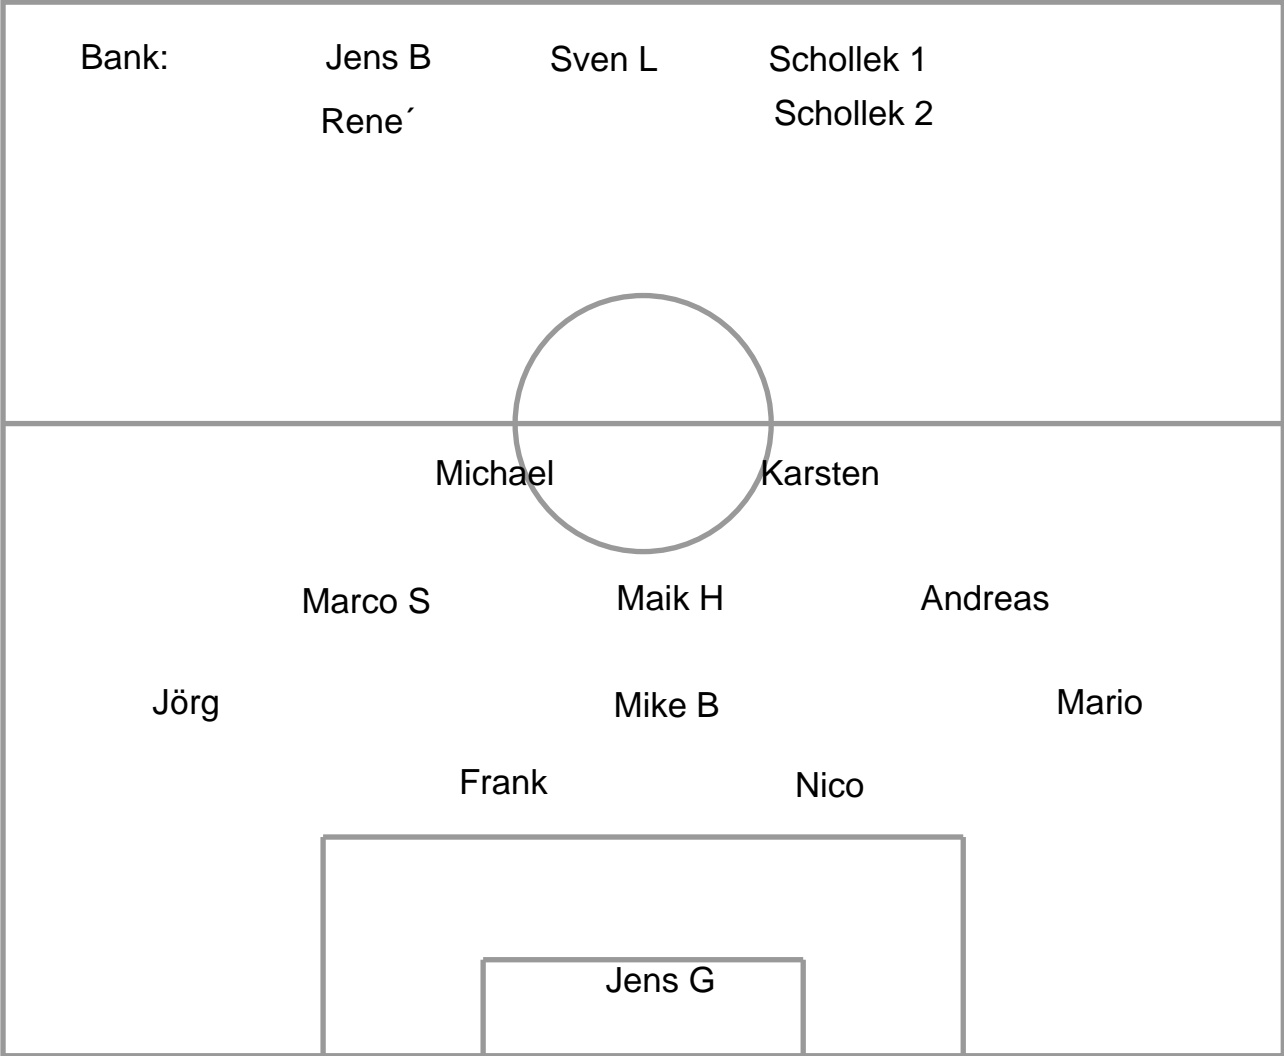 Bank: Jens B Sven L Schollek 1
Rene´ Schollek 2
Michael Karsten
Marco S Maik H Andreas
Jörg Mike B Mario
Frank Nico
Jens G